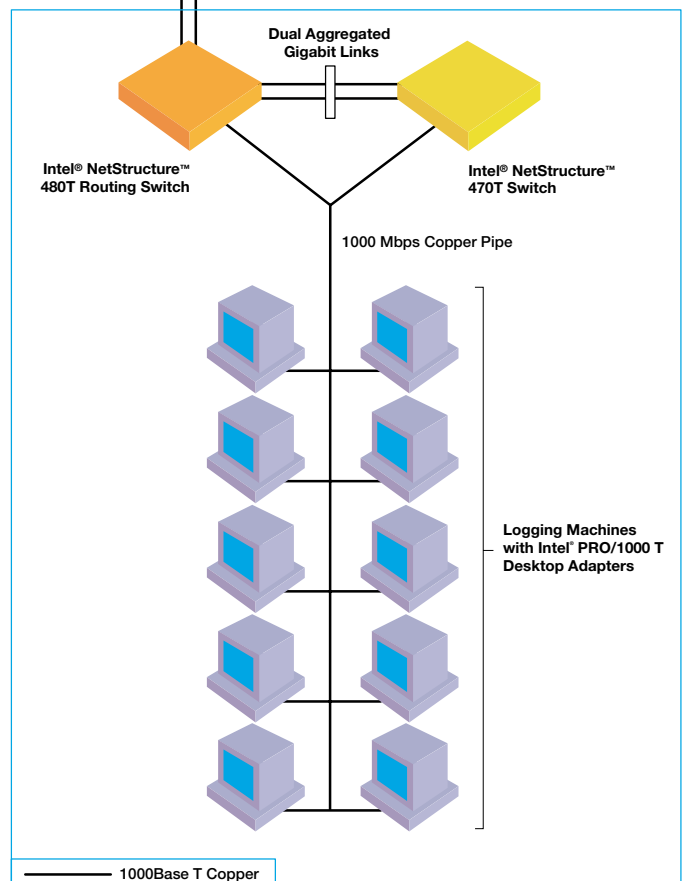 Dual Aggregated
Gigabit Links
Intel® NetStructure™
480T Routing Switch
Intel® NetStructure™
470T Switch
1000 Mbps Copper Pipe
Logging Machines
with Intel® PRO/1000 T
Desktop Adapters
1000Base T Copper